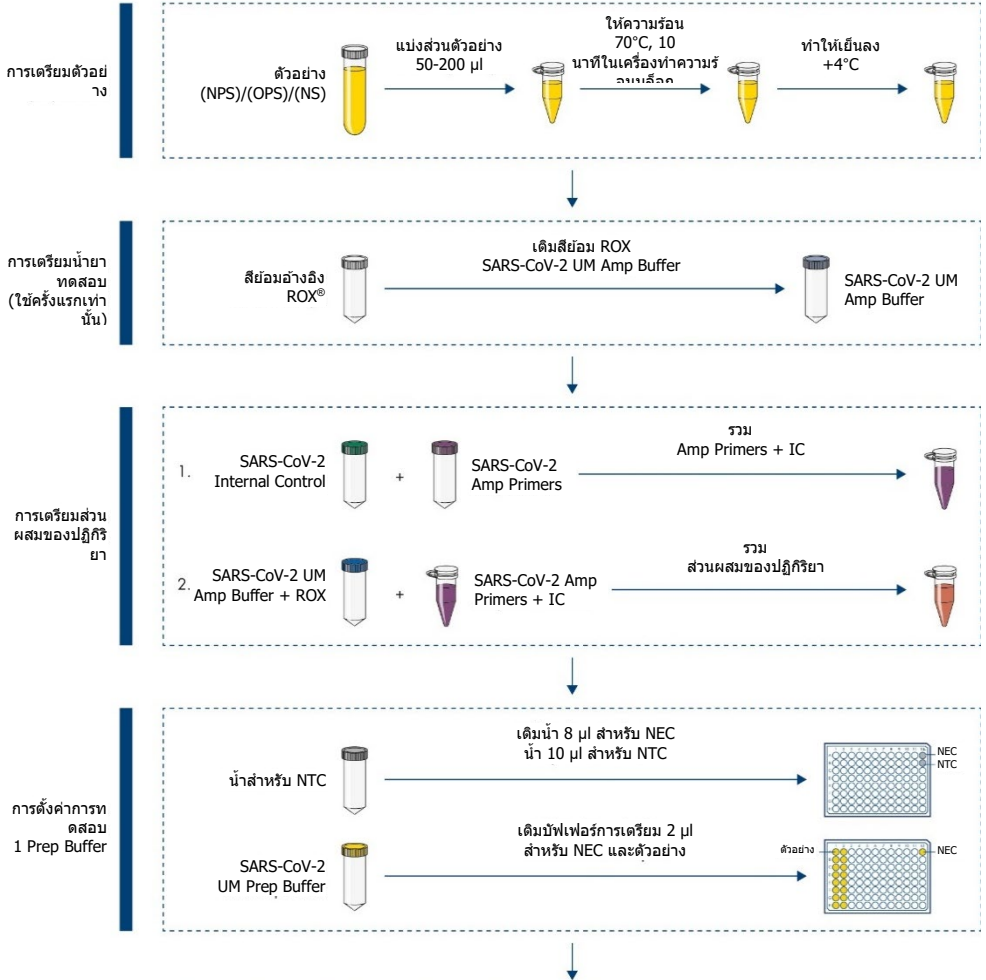 การเตรียมตัวอย่
าง
ตัวอย่าง
(NPS)/(OPS)/(NS)
แบ่งส่วนตัวอย่าง
50-200 µl
ให้ความร้อน
70°C, 10
นาทีในเครื่องทำความร้
อนบล็อก
ทำให้เย็นลง
+4°C
การเตรียมน้ำยา
ทดสอบ
(ใช้ครั้งแรกเท่า
นั้น)
สีย้อมอ้างอิง
ROX®
เติมสีย้อม ROX
SARS-CoV-2 UM Amp Buffer
SARS-CoV-2 UM
Amp Buffer
การเตรียมส่วน
ผสมของปฏิกิริ
ยา
1.
SARS-CoV-2
Internal Control
+
SARS-CoV-2
Amp Primers
รวม
Amp Primers + IC
2.
SARS-CoV-2 UM
Amp Buffer + ROX
+
SARS-CoV-2 Amp
Primers + IC
รวม
ส่วนผสมของปฏิกิริยา
การตั้งค่าการท
ดสอบ
1 Prep Buffer
น้ำสำหรับ NTC
เติมน้ำ 8 µl สำหรับ NEC
น้ำ 10 µl สำหรับ NTC
NEC
NTC
SARS-CoV-2
UM Prep Buffer
เติมบัฟเฟอร์การเตรียม 2 µl
สำหรับ NEC และตัวอย่าง
ตัวอย่าง
NEC